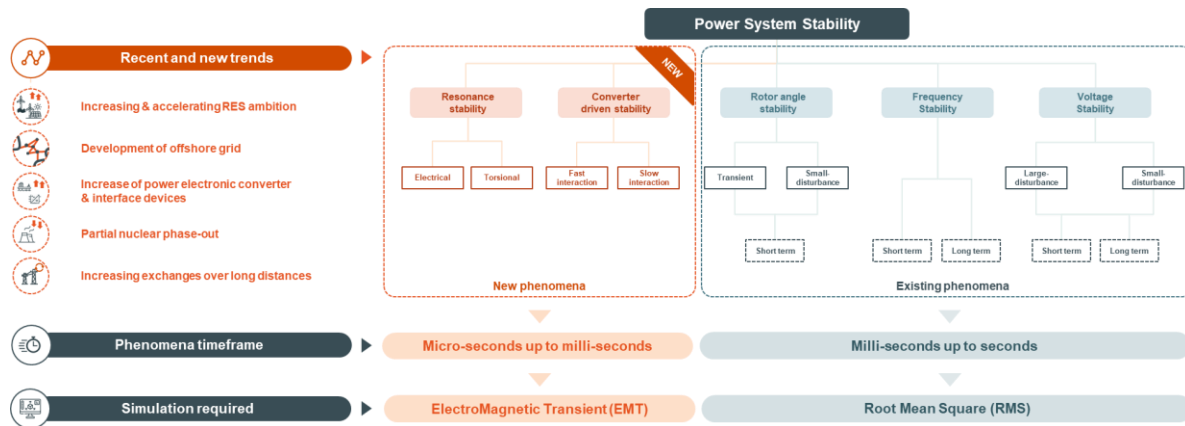 Power System Stability
Recent and new trends
NEW
Resonance
stability
Converter
driven stability
Rotor angle
stability
Frequency
Stability
Voltage
Stability
Increasing & accelerating RES ambition
Development of offshore grid
Increase of power electronic converter
& interface devices
Partial nuclear phase-out
Increasing exchanges over long distances
Electrical
Torsional
Fast
interaction
Slow
interaction
Transient
Small-
disturbance
Large-
disturbance
Small-
disturbance
Short term
Short term
Long term
Short term
Long term
New phenomena
Existing phenomena
Phenomena timeframe
Micro-seconds up to milli-seconds
Milli-seconds up to seconds
Simulation required
ElectroMagnetic Transient (EMT)
Root Mean Square (RMS)